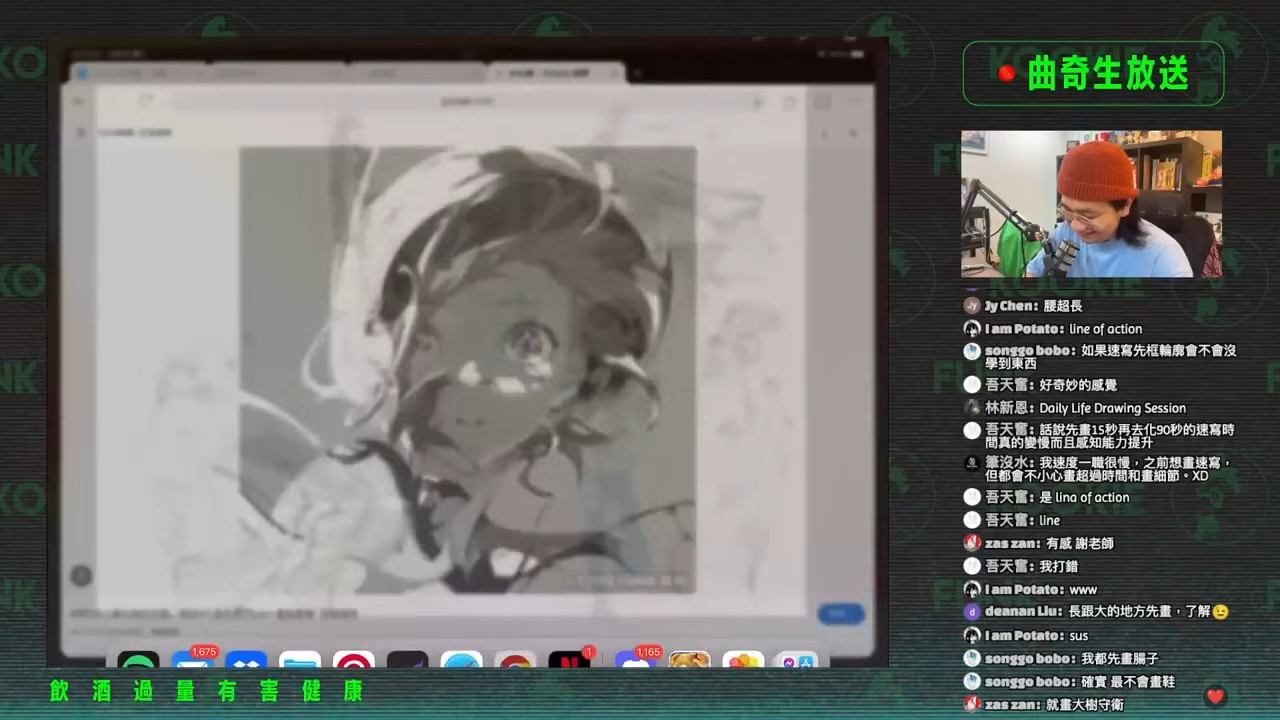 曲奇生放送
Jy Chen: 腰超長
I am Potato: line of action
songgo bobo: 如果速寫先框輪廓會不會沒
學到東西
吾天奮: 好奇妙的感覺
林新恩: Daily Life Drawing Session
吾天奮: 話說先畫15秒再去化90秒的速寫時
間真的變慢而且感知能力提升
筆沒水: 我速度一職很慢，之前想畫速寫，
但都會不小心畫超過時間和畫細節。XD
吾天奮: 是 lina of action
吾天奮: line
zas zan: 有感 謝老師
吾天奮: 我打錯
I am Potato: www
deanan Liu: 長跟大的地方先畫，了解😉
I am Potato: sus
songgo bobo: 我都先畫腸子
songgo bobo: 確實 最不會畫鞋
zas zan: 就畫大樹守衛
1,675
1
1,165
飲酒過量有害健康